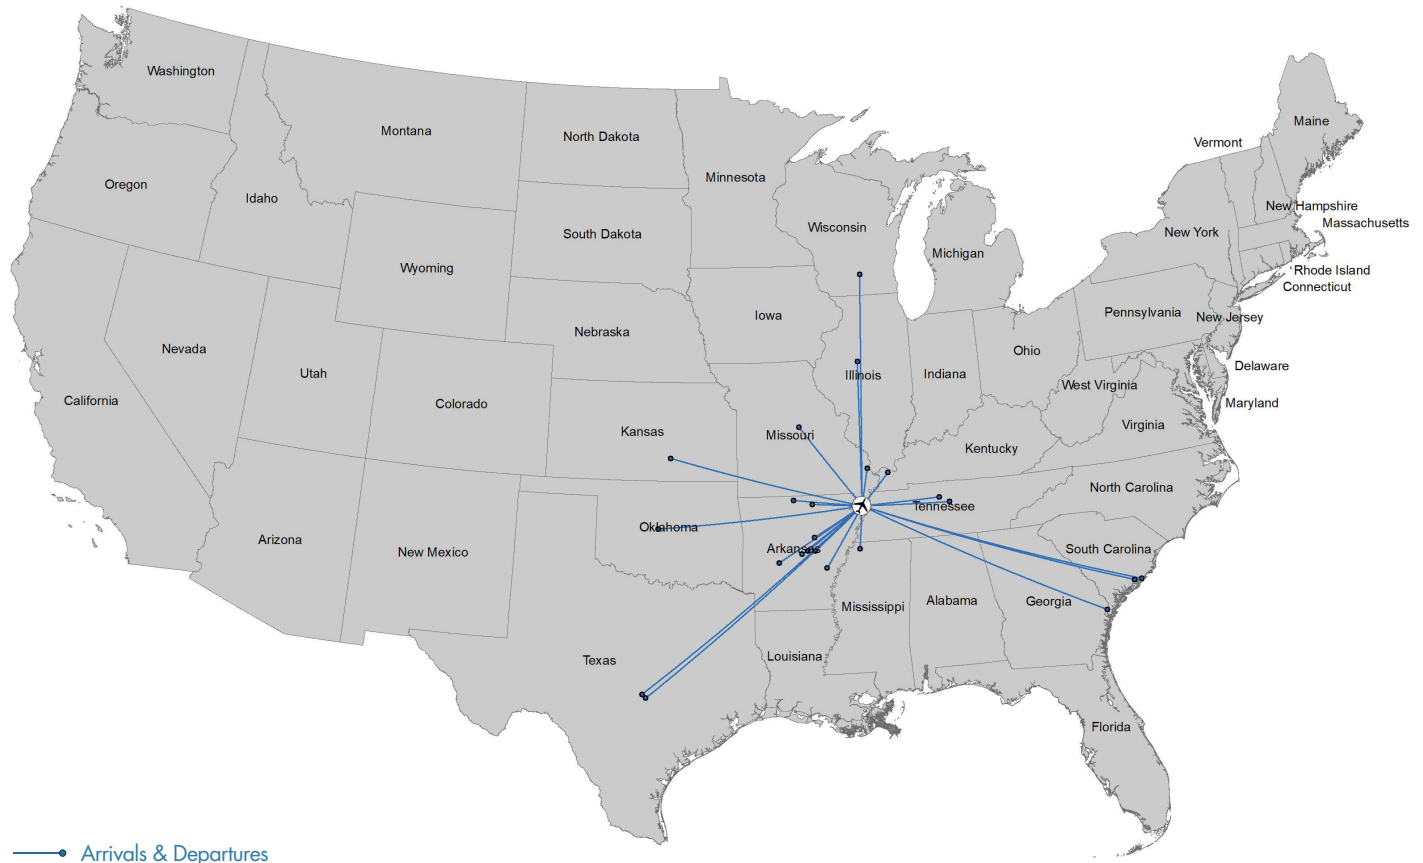 Washington
Montana
North Dakota
Minnesota
Maine
Vermont
Oregon
Idaho
New Hampshire
Massachusetts
Wisconsin
New York
South Dakota
Michigan
Wyoming
Rhode Island
Connecticut
Iowa
Pennsylvania
New Jersey
Nebraska
Nevada
Ohio
Utah
Illinois
Indiana
Delaware
West Virginia
California
Colorado
Maryland
Kansas
Missouri
Virginia
Kentucky
North Carolina
Tennessee
Oklahoma
Arizona
New Mexico
Arkansas
South Carolina
Mississippi
Alabama
Georgia
Texas
Louisiana
Florida
Arrivals & Departures